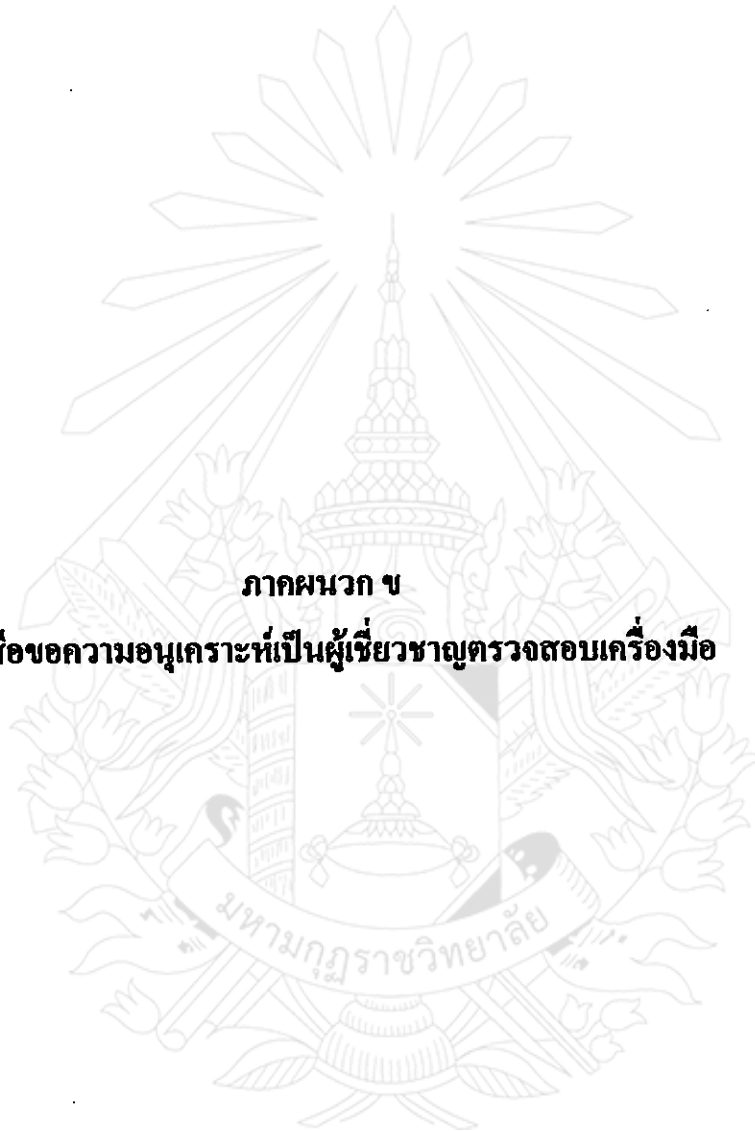 ภาคผนวก ข
ขอความอนุเคราะห์เป็นผู้เชี่ยวชาญตรวจสอบเครื่องมือ
มหามกุฏราชวิทยาลัย